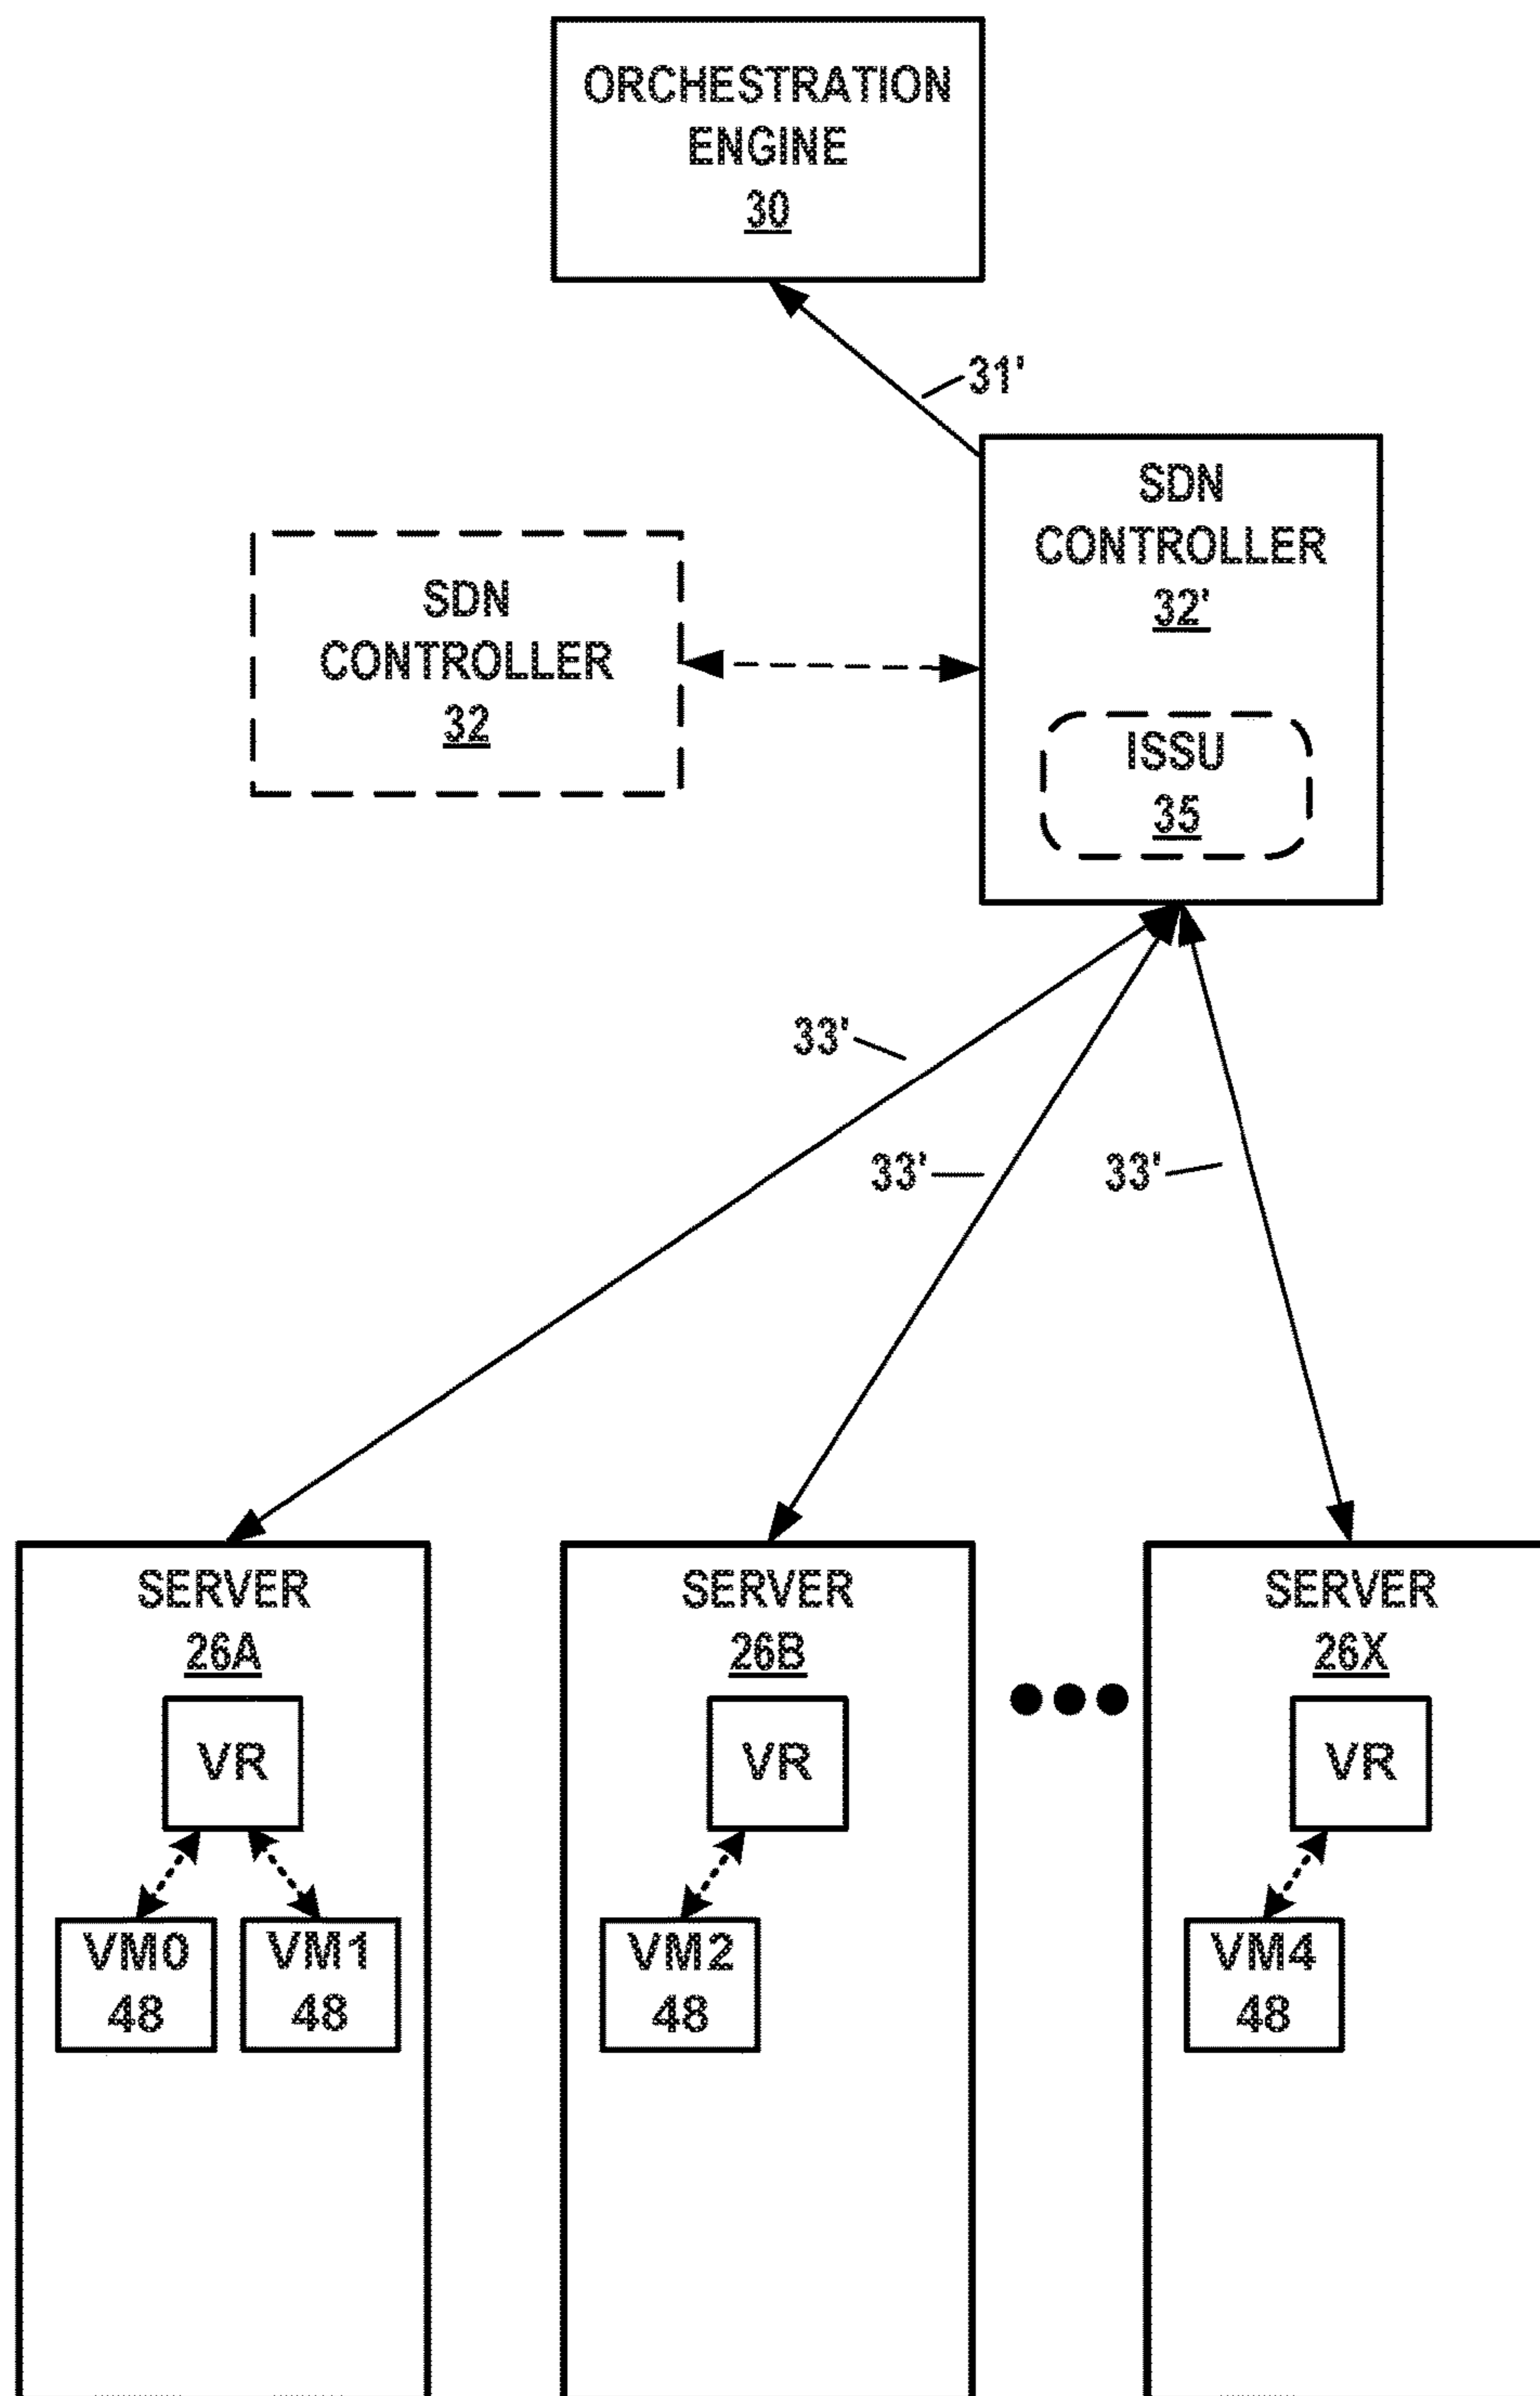 ORCHESTRATION
ENGINE
30
31'
SDN
CONTROLLER
32'
SDN
CONTROLLER
32
ISSU
35
33'
33'
33'
SERVER
26A
VR
VM0
48
VM1
48
SERVER
26B
VR
VM2
48
SERVER
26X
VR
VM4
48